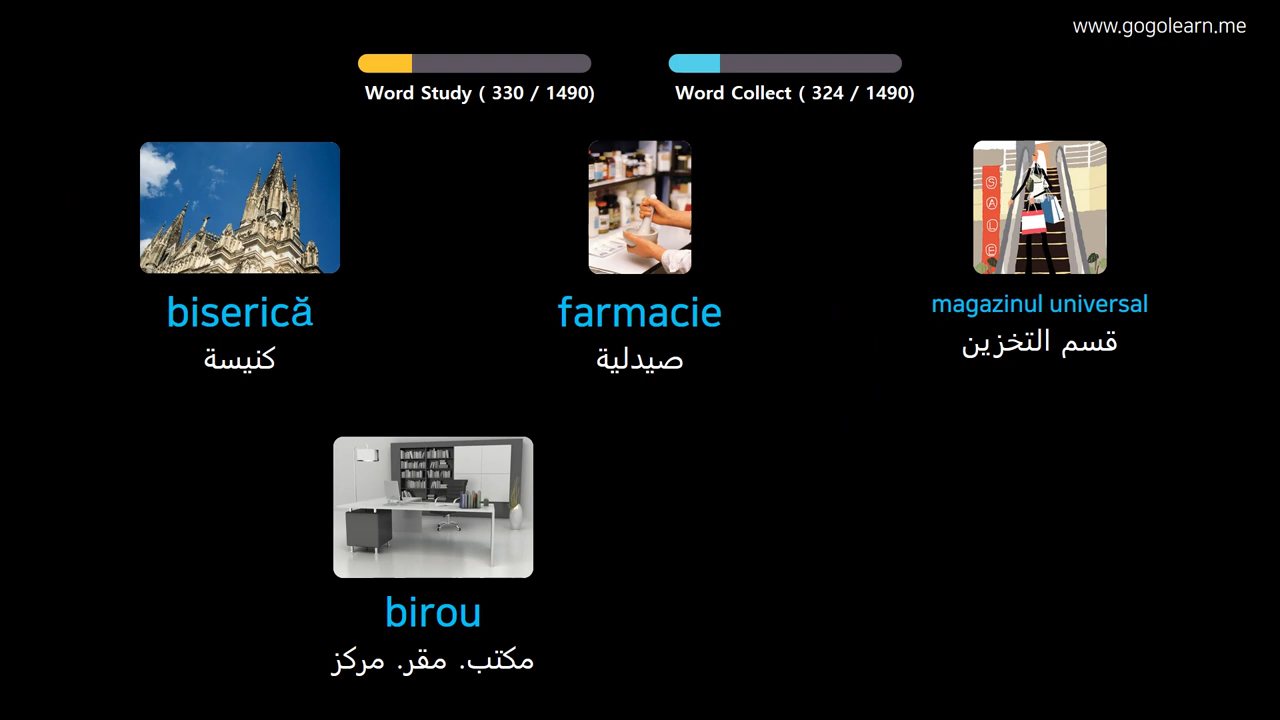 www.gogolearn.me
Word Study ( 330 / 1490)
Word Collect ( 324 / 1490)
S
A
L
E
biserică
كنيسة
farmacie
صيدلية
magazinul universal
قسم التخزين
birou
مكتب. مقر. مركز